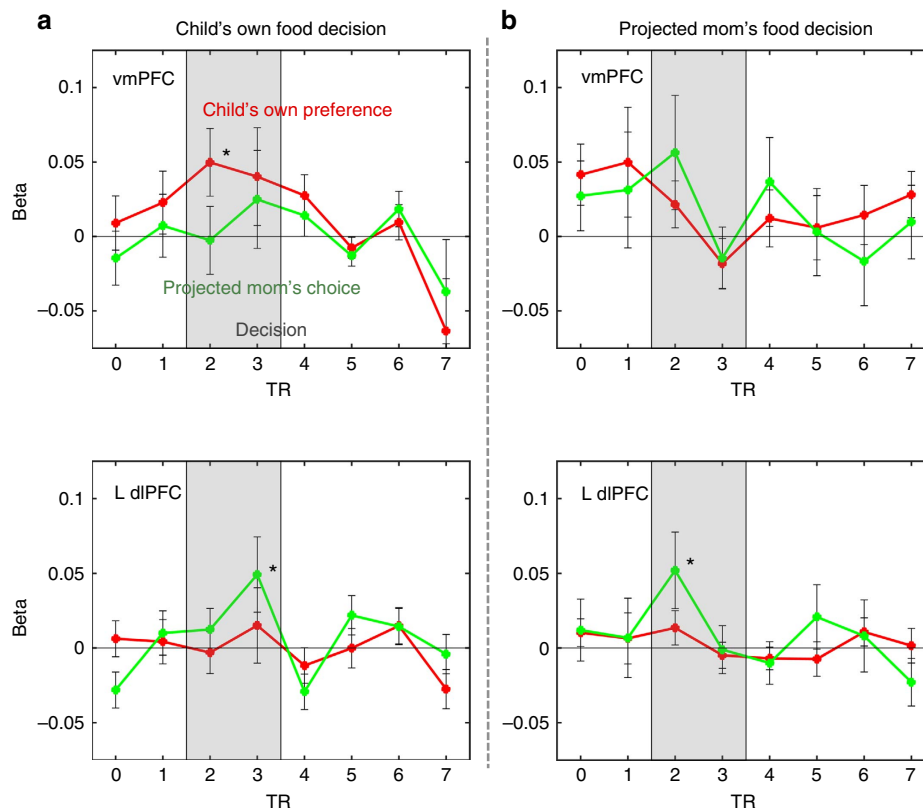 a
Child's own food decision
vmPFC
Child's own preference
*
Projected mom's choice
Decision
Beta
0.1
0.05
0
−0.05
0 1 2 3 4 5 6 7
TR
L dlPFC
*
Beta
0.1
0.05
0
−0.05
0 1 2 3 4 5 6 7
TR
b
Projected mom's food decision
vmPFC
0.1
0.05
0
−0.05
0 1 2 3 4 5 6 7
TR
L dlPFC
*
Beta
0.1
0.05
0
−0.05
0 1 2 3 4 5 6 7
TR